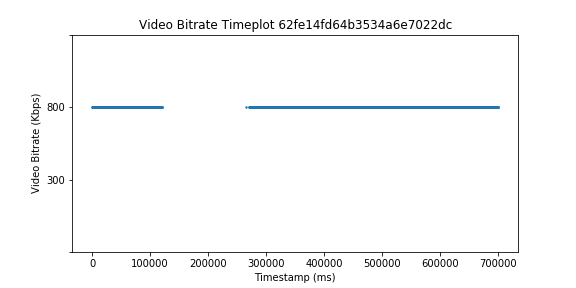 Video Bitrate Timeplot 62fe14fd64b3534a6e7022dc
Video Bitrate (Kbps)
800
300
0 100000 200000 300000 400000 500000 600000 700000
Timestamp (ms)